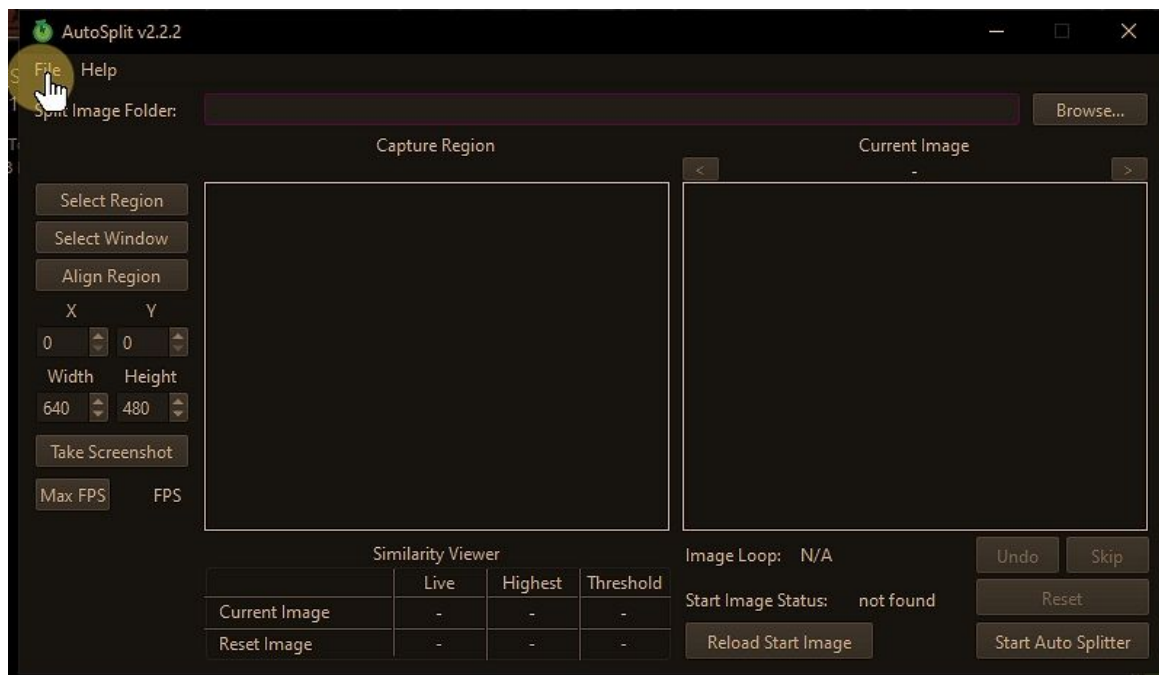 AutoSplit v2.2.2
File Help
Split Image Folder: Browse...
Capture Region Current Image
< - >
Select Region
Select Window
Align Region
X Y
0 0
Width Height
640 480
Take Screenshot
Max FPS FPS
Similarity Viewer
Live Highest Threshold
Current Image - - -
Reset Image - - -
Image Loop: N/A Undo Skip
Start Image Status: not found Reset
Reload Start Image Start Auto Splitter